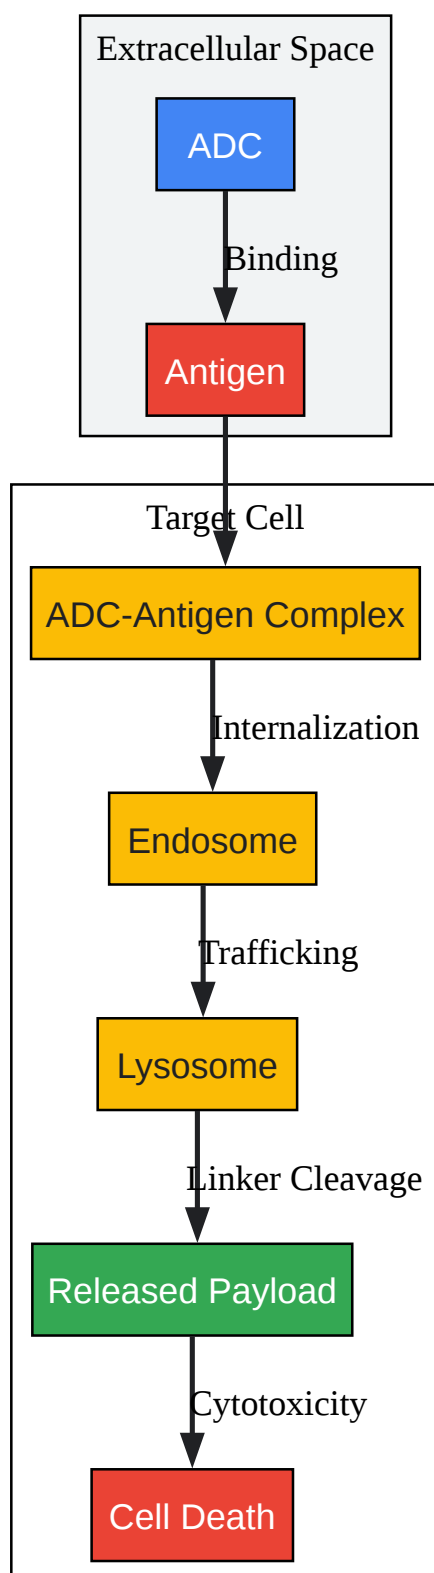 Extracellular Space
ADC
Binding
Antigen
Target Cell
ADC-Antigen Complex
Internalization
Endosome
Trafficking
Lysosome
Linker Cleavage
Released Payload
Cytotoxicity
Cell Death